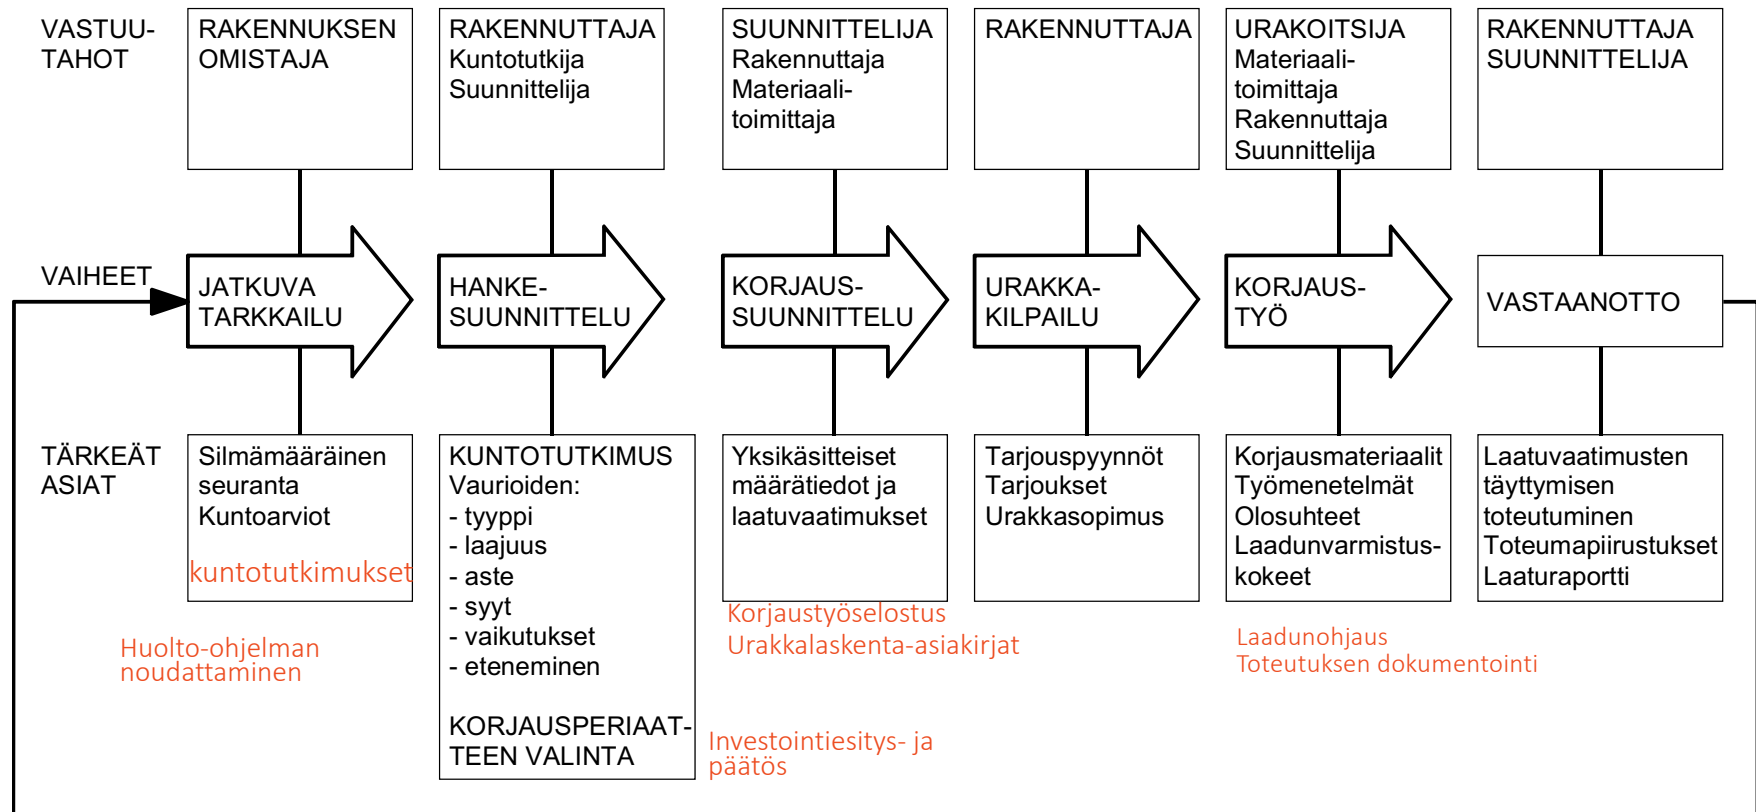 VASTUU-
TAHOT
RAKENNUKSEN
OMISTAJA
RAKENNUTTAJA
Kuntotutkija
Suunnittelija
SUUNNITTELIJA
Rakennuttaja
Materiaali-
toimittaja
RAKENNUTTAJA
URAKOITSIJA
Materiaali-
toimittaja
Rakennuttaja
Suunnittelija
RAKENNUTTAJA
SUUNNITTELIJA
VAIHEET
JATKUVA
TARKKAILU
HANKE-
SUUNNITTELU
KORJAUS-
SUUNNITTELU
URAKKA-
KILPAILU
KORJAUS-
TYÖ
VASTAANOTTO
TÄRKEÄT
ASIAT
Silmämääräinen
seuranta
Kuntoarviot
kuntotutkimukset
Huolto-ohjelman
noudattaminen
KUNTOTUTKIMUS
Vaurioiden:
- tyyppi
- laajuus
- aste
- syyt
- vaikutukset
- eteneminen
KORJAUSPERIAAT-
TEEN VALINTA
Investointiesitys- ja
päätös
Yksikäsitteiset
määrätiedot ja
laatuvaatimukset
Korjaustyöselostus
Urakkalaskenta-asiakirjat
Tarjouspyynnöt
Tarjoukset
Urakkasopimus
Korjausmateriaalit
Työmenetelmät
Olosuhteet
Laadunvarmistus-
kokeet
Laadunohjaus
Toteutuksen dokumentointi
Laatuvaatimusten
täyttymisen
toteutuminen
Toteumapiirustukset
Laaturaportti